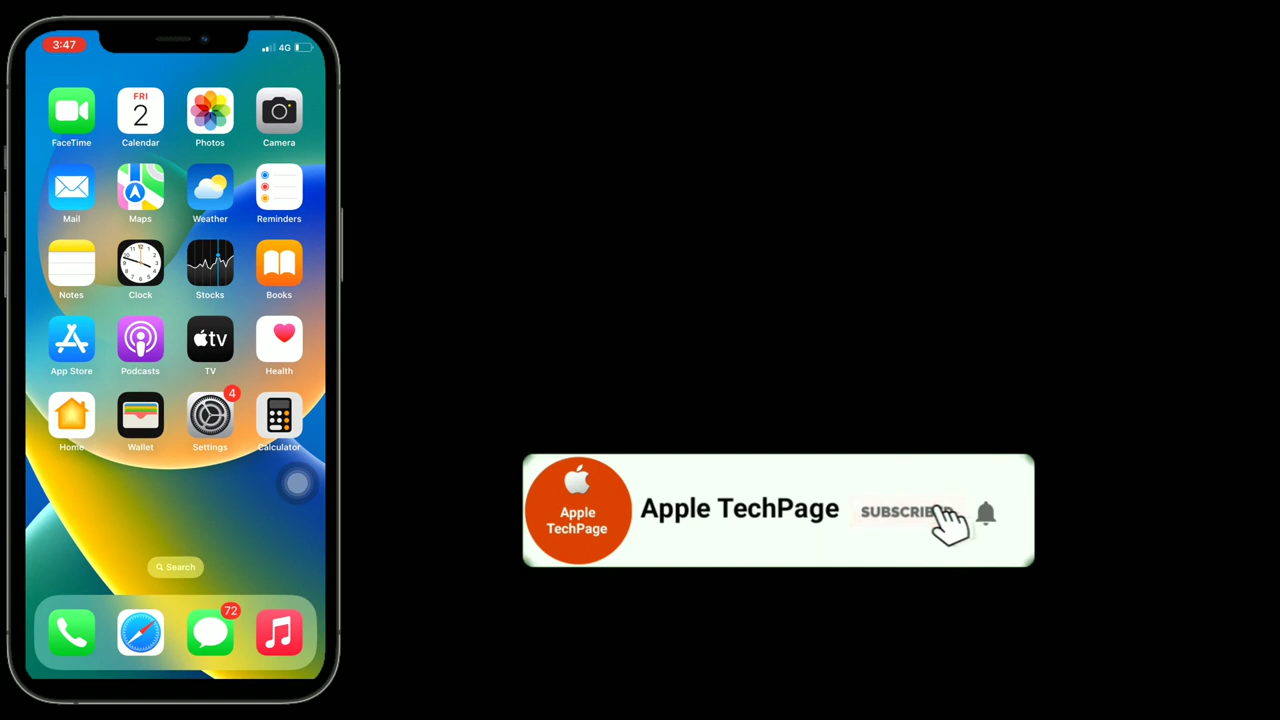 3:47
4G
FRI
2
FaceTime
Calendar
Photos
Camera
Mail
Maps
Weather
Reminders
Notes
Clock
Stocks
Books
tv
App Store
Podcasts
TV
Health
4
Home
Wallet
Settings
Calculator
Search
72
Apple
TechPage
Apple TechPage